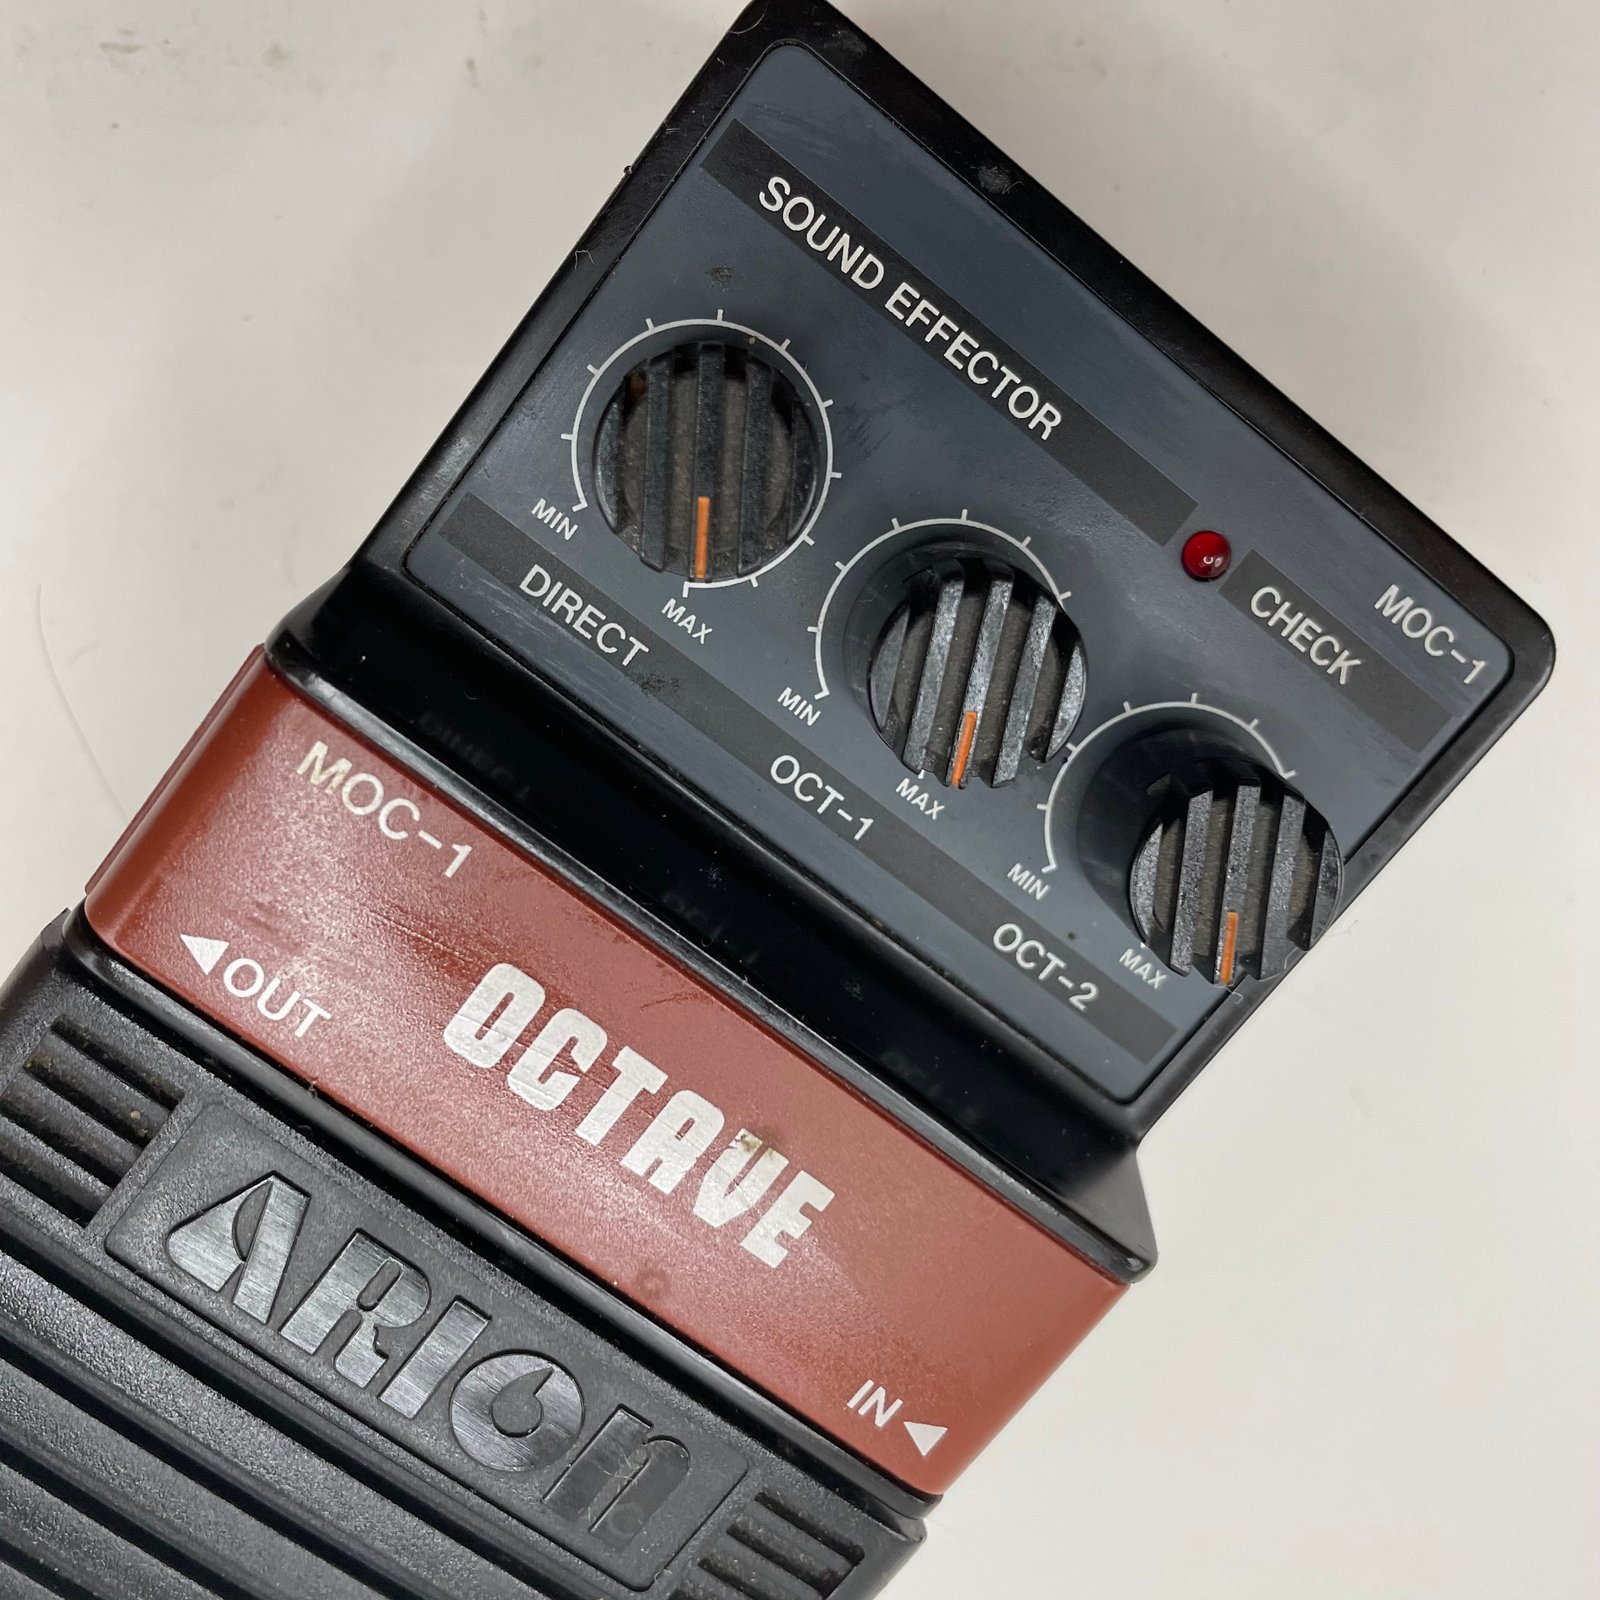 SOUND EFFECTOR
CHECK
MOC-1
MIN
MAX
DIRECT
MIN
MAX
OCT-1
MIN
MAX
OCT-2
MOC-1
◀OUT
OCTAVE
IN◀
ARION